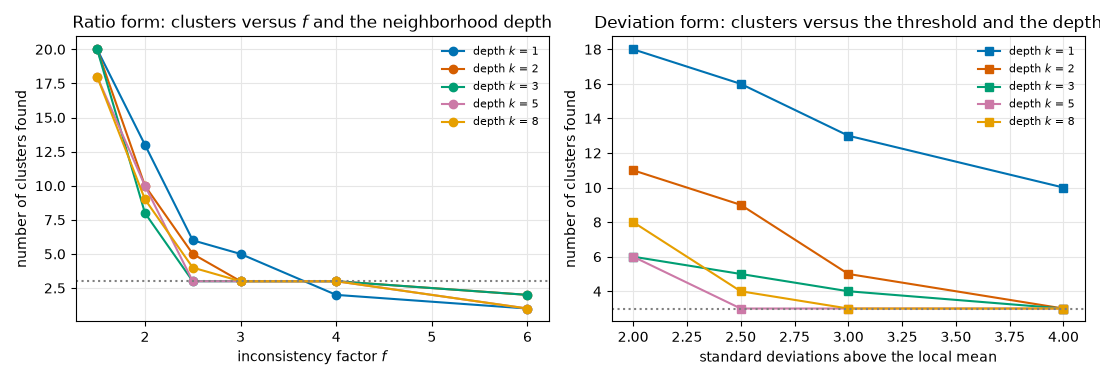 Ratio form: clusters versus f and the neighborhood depth
number of clusters found
20.0
17.5
15.0
12.5
10.0
7.5
5.0
2.5
depth k = 1
depth k = 2
depth k = 3
depth k = 5
depth k = 8
2
3
4
5
6
inconsistency factor f
Deviation form: clusters versus the threshold and the depth
number of clusters found
18
16
14
12
10
8
6
4
depth k = 1
depth k = 2
depth k = 3
depth k = 5
depth k = 8
2.00
2.25
2.50
2.75
3.00
3.25
3.50
3.75
4.00
standard deviations above the local mean